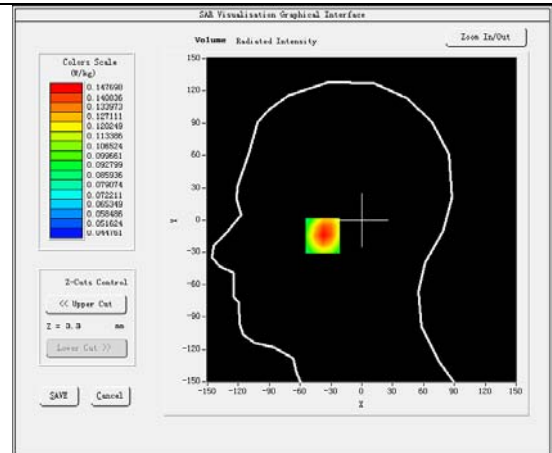 SAR Visualisation Graphical Interface
Volume Radiated Intensity
Zoom In/Out
Colors Scale
(W/kg)
0.147698
0.140836
0.133973
0.127111
0.120249
0.113386
0.106524
0.099661
0.092799
0.085936
0.079074
0.072211
0.065349
0.058486
0.051624
0.044761
150
120
90
60
30
0
Y
-30
-60
-90
-120
-150
-150 -120 -90 -60 -30 0 30 60 90 120 150
X
Z-Cuts Control
<< Upper Cut
Z = 3.3 mm
Lower Cut >>
SAVE Cancel